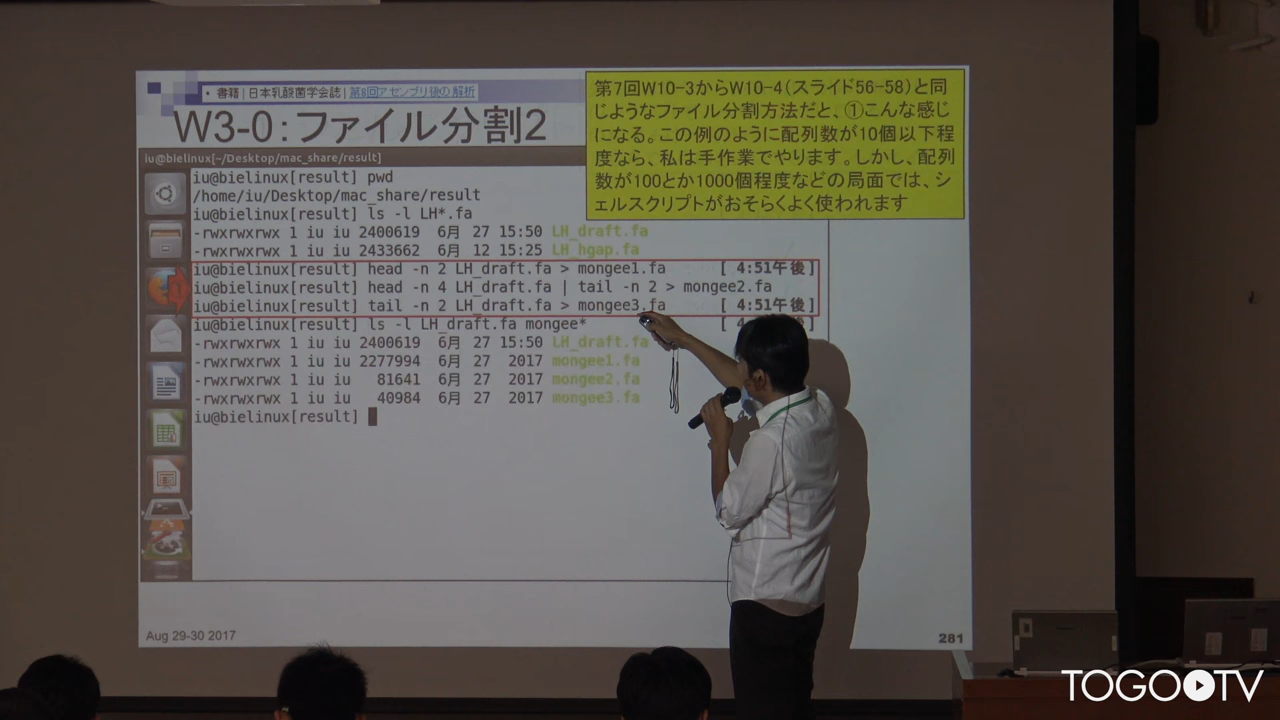 • 書籍 | 日本乳酸菌学会誌 | 第8回アセンブリ後の解析
W3-0：ファイル分割2
第7回W10-3からW10-4（スライド56-58）と同
じようなファイル分割方法だと、①こんな感じ
になる。この例のように配列数が10個以下程
度なら、私は手作業でやります。しかし、配列
数が100とか1000個程度などの局面では、シ
ェルスクリプトがおそらくよく使われます
iu@bielinux[~/Desktop/mac_share/result]
iu@bielinux[result] pwd
/home/iu/Desktop/mac_share/result
iu@bielinux[result] ls -l LH*.fa
-rwxrwxrwx 1 iu iu 2400619 6月 27 15:50 LH_draft.fa
-rwxrwxrwx 1 iu iu 2433662 6月 12 15:25 LH_hgap.fa
iu@bielinux[result] head -n 2 LH_draft.fa > mongee1.fa [ 4:51午後]
iu@bielinux[result] head -n 4 LH_draft.fa | tail -n 2 > mongee2.fa
iu@bielinux[result] tail -n 2 LH_draft.fa > mongee3.fa [ 4:51午後]
iu@bielinux[result] ls -l LH_draft.fa mongee*
-rwxrwxrwx 1 iu iu 2400619 6月 27 15:50 LH_draft.fa
-rwxrwxrwx 1 iu iu 2277994 6月 27 2017 mongee1.fa
-rwxrwxrwx 1 iu iu 81641 6月 27 2017 mongee2.fa
-rwxrwxrwx 1 iu iu 40984 6月 27 2017 mongee3.fa
iu@bielinux[result]
Aug 29-30 2017
281
TOGOTV